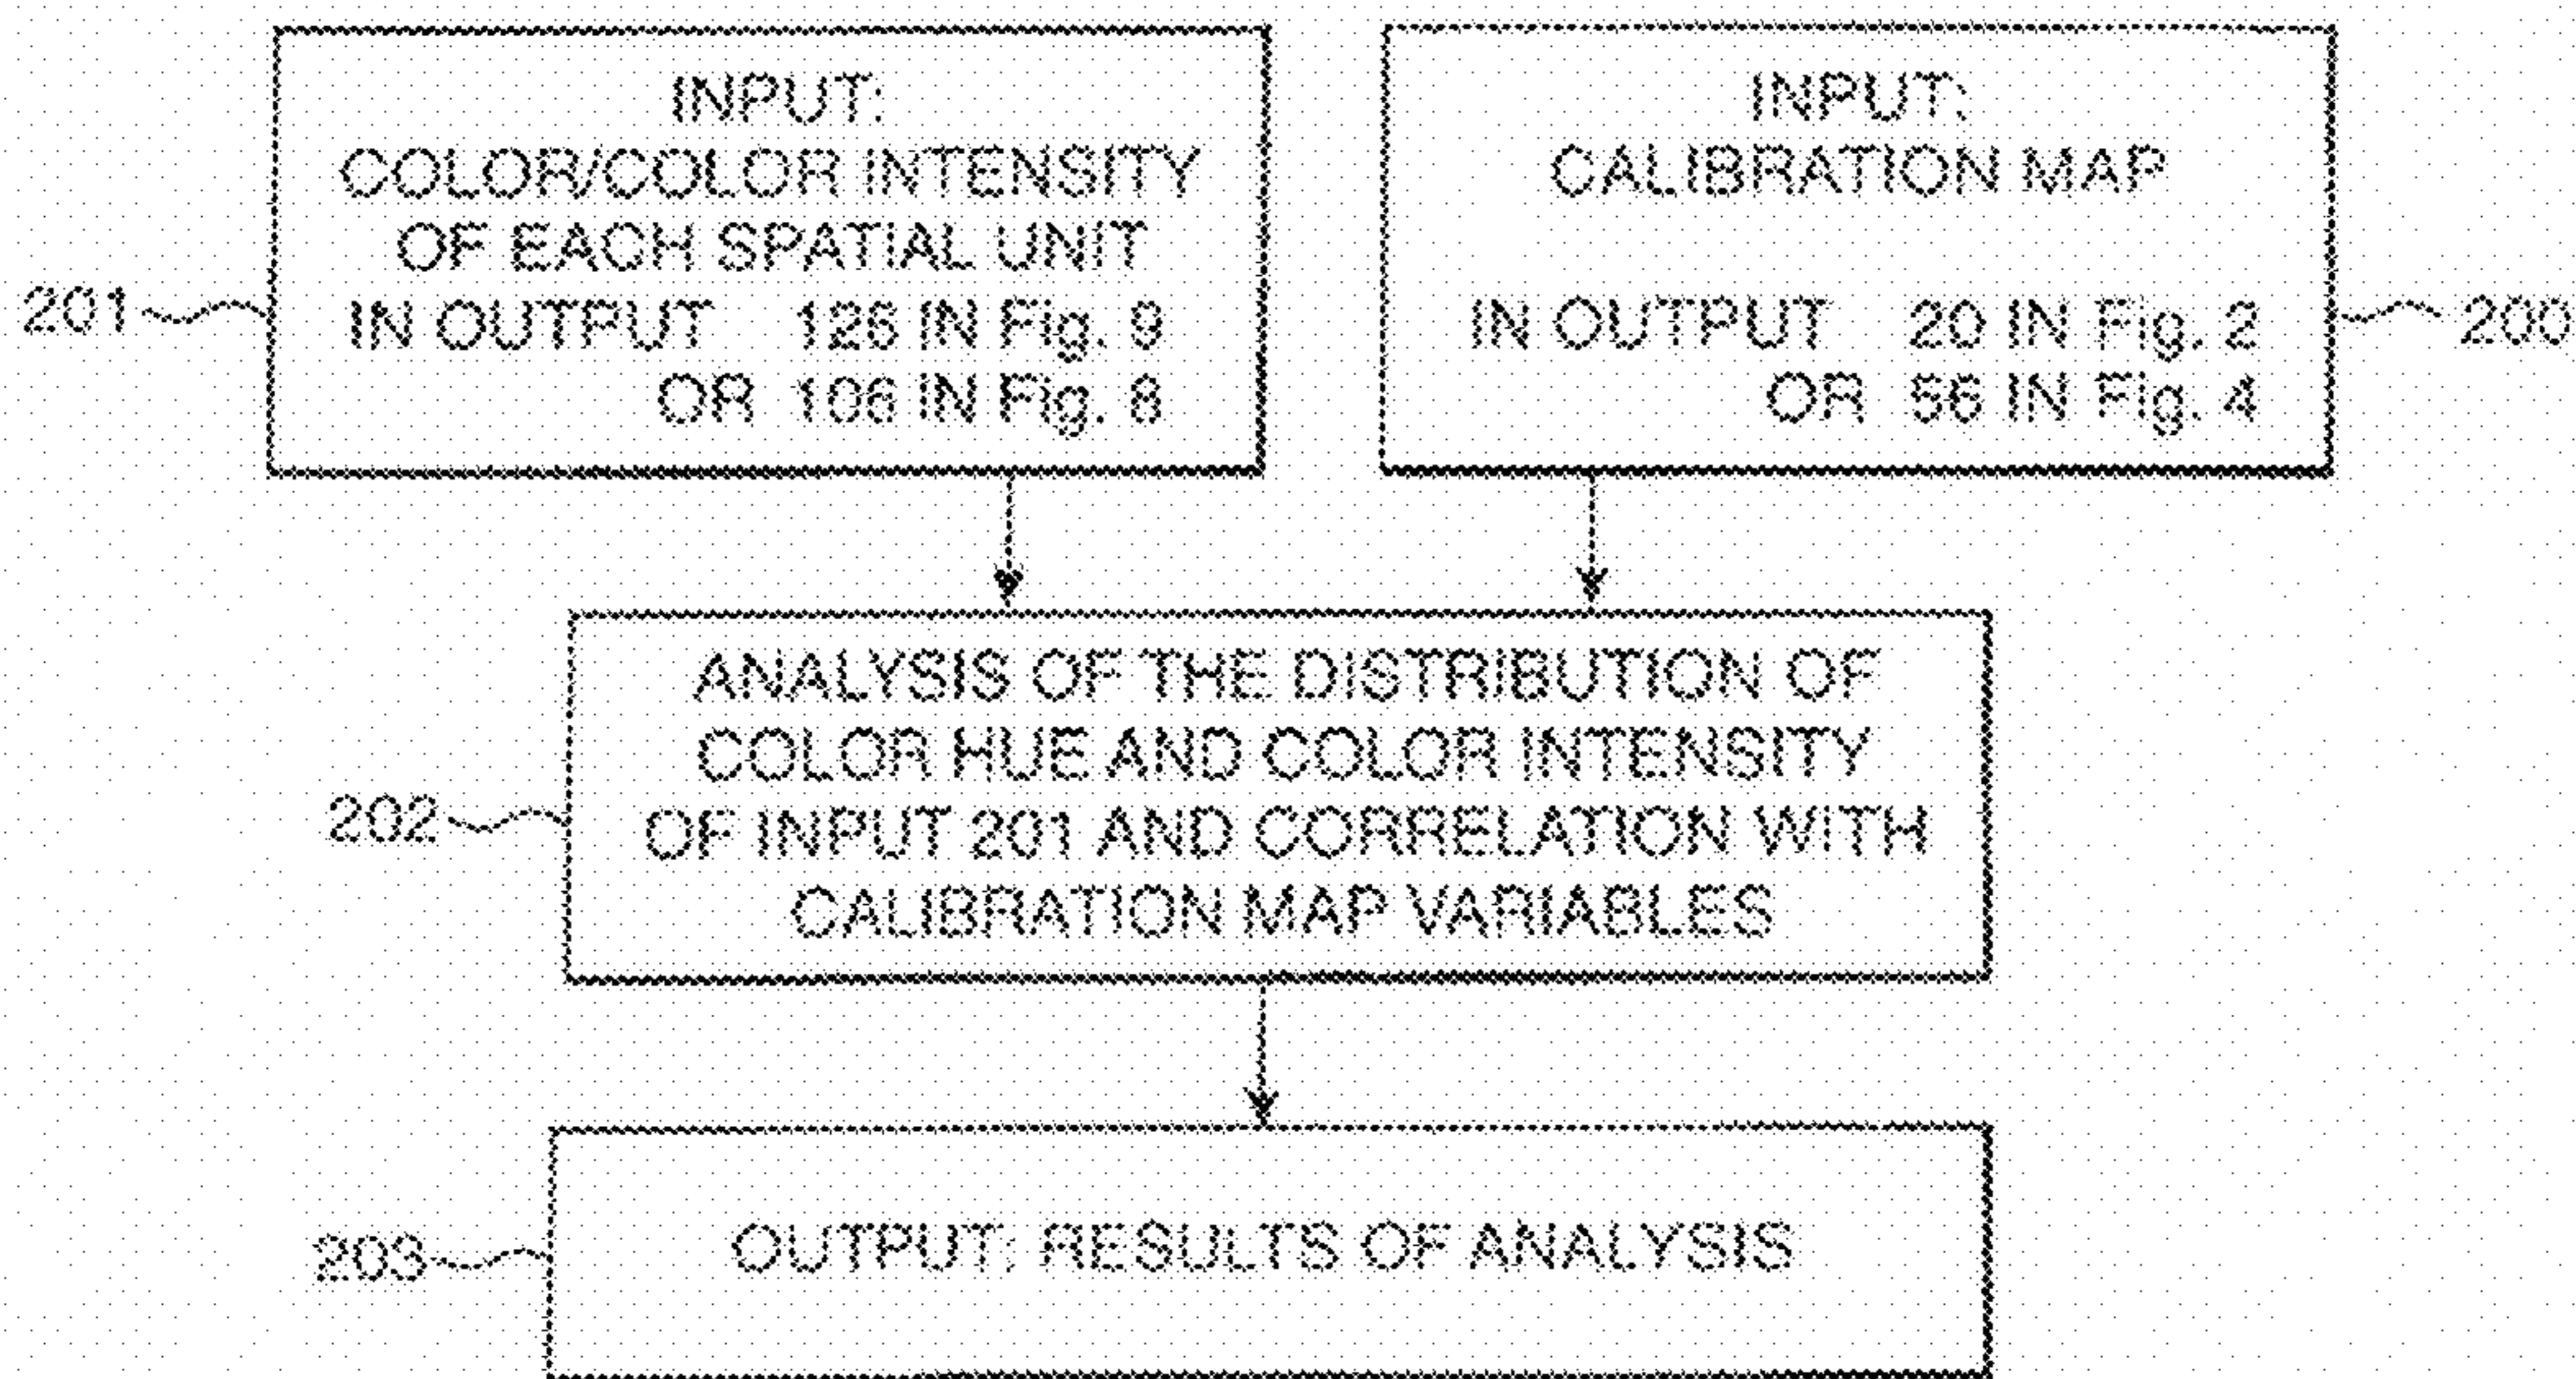 INPUT:
COLOR/COLOR INTENSITY
OF EACH SPATIAL UNIT
IN OUTPUT 126 IN Fig. 9
OR 106 IN Fig. 8
201
INPUT:
CALIBRATION MAP
IN OUTPUT 20 IN Fig. 2
OR 56 IN Fig. 4
200
ANALYSIS OF THE DISTRIBUTION OF
COLOR HUE AND COLOR INTENSITY
OF INPUT 201 AND CORRELATION WITH
CALIBRATION MAP VARIABLES
202
OUTPUT: RESULTS OF ANALYSIS
203